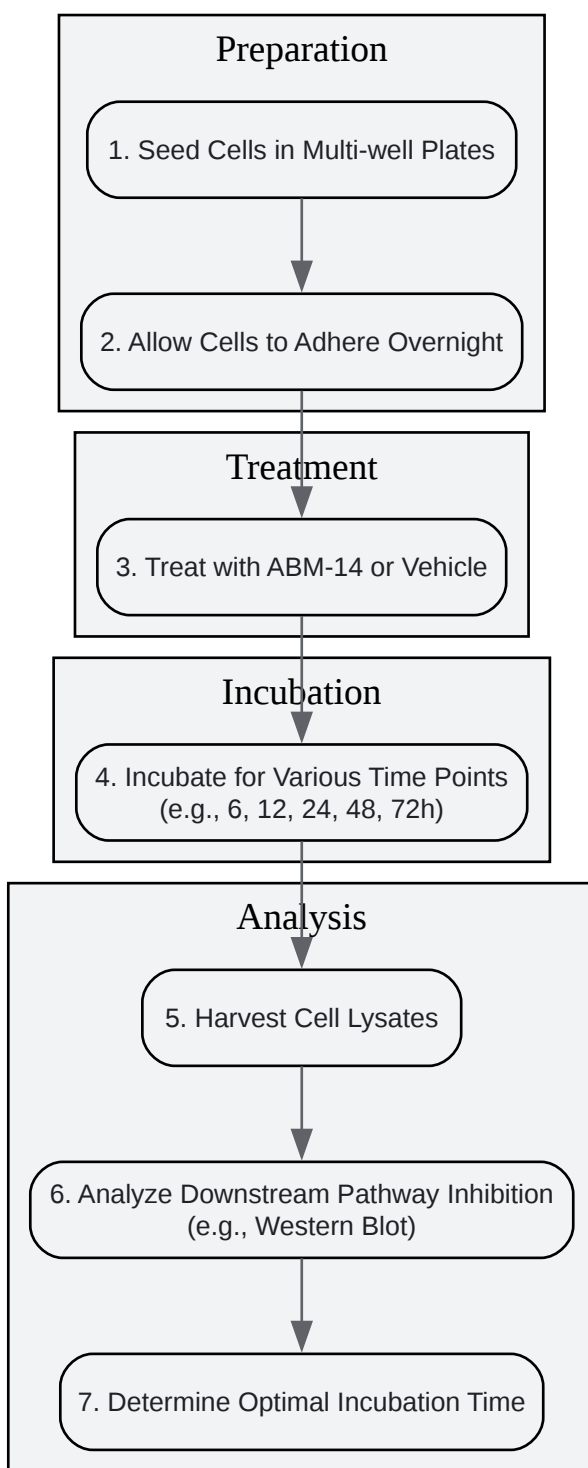 Preparation
1. Seed Cells in Multi-well Plates
2. Allow Cells to Adhere Overnight
Treatment
3. Treat with ABM-14 or Vehicle
Incubation
4. Incubate for Various Time Points
(e.g., 6, 12, 24, 48, 72h)
Analysis
5. Harvest Cell Lysates
6. Analyze Downstream Pathway Inhibition
(e.g., Western Blot)
7. Determine Optimal Incubation Time